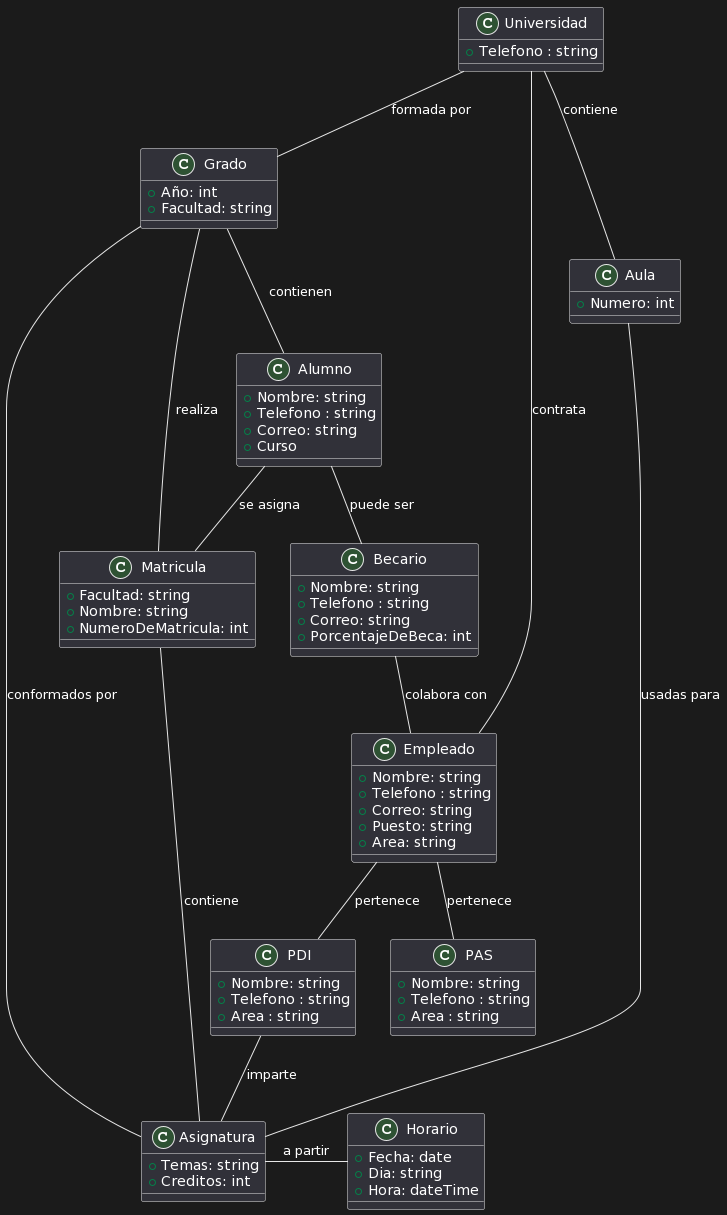 C Universidad
Telefono : string
formada por
contiene
C Grado
Año: int
Facultad: string
C Aula
Numero: int
contienen
C Alumno
Nombre: string
Telefono : string
Correo: string
Curso
realiza
contrata
se asigna
puede ser
C Matricula
Facultad: string
Nombre: string
NumeroDeMatricula: int
C Becario
Nombre: string
Telefono : string
Correo: string
PorcentajeDeBeca: int
conformados por
colabora con
usadas para
C Empleado
Nombre: string
Telefono : string
Correo: string
Puesto: string
Area: string
contiene
pertenece
pertenece
C PDI
Nombre: string
Telefono : string
Area : string
C PAS
Nombre: string
Telefono : string
Area : string
imparte
C Asignatura
Temas: string
Creditos: int
a partir
C Horario
Fecha: date
Dia: string
Hora: dateTime